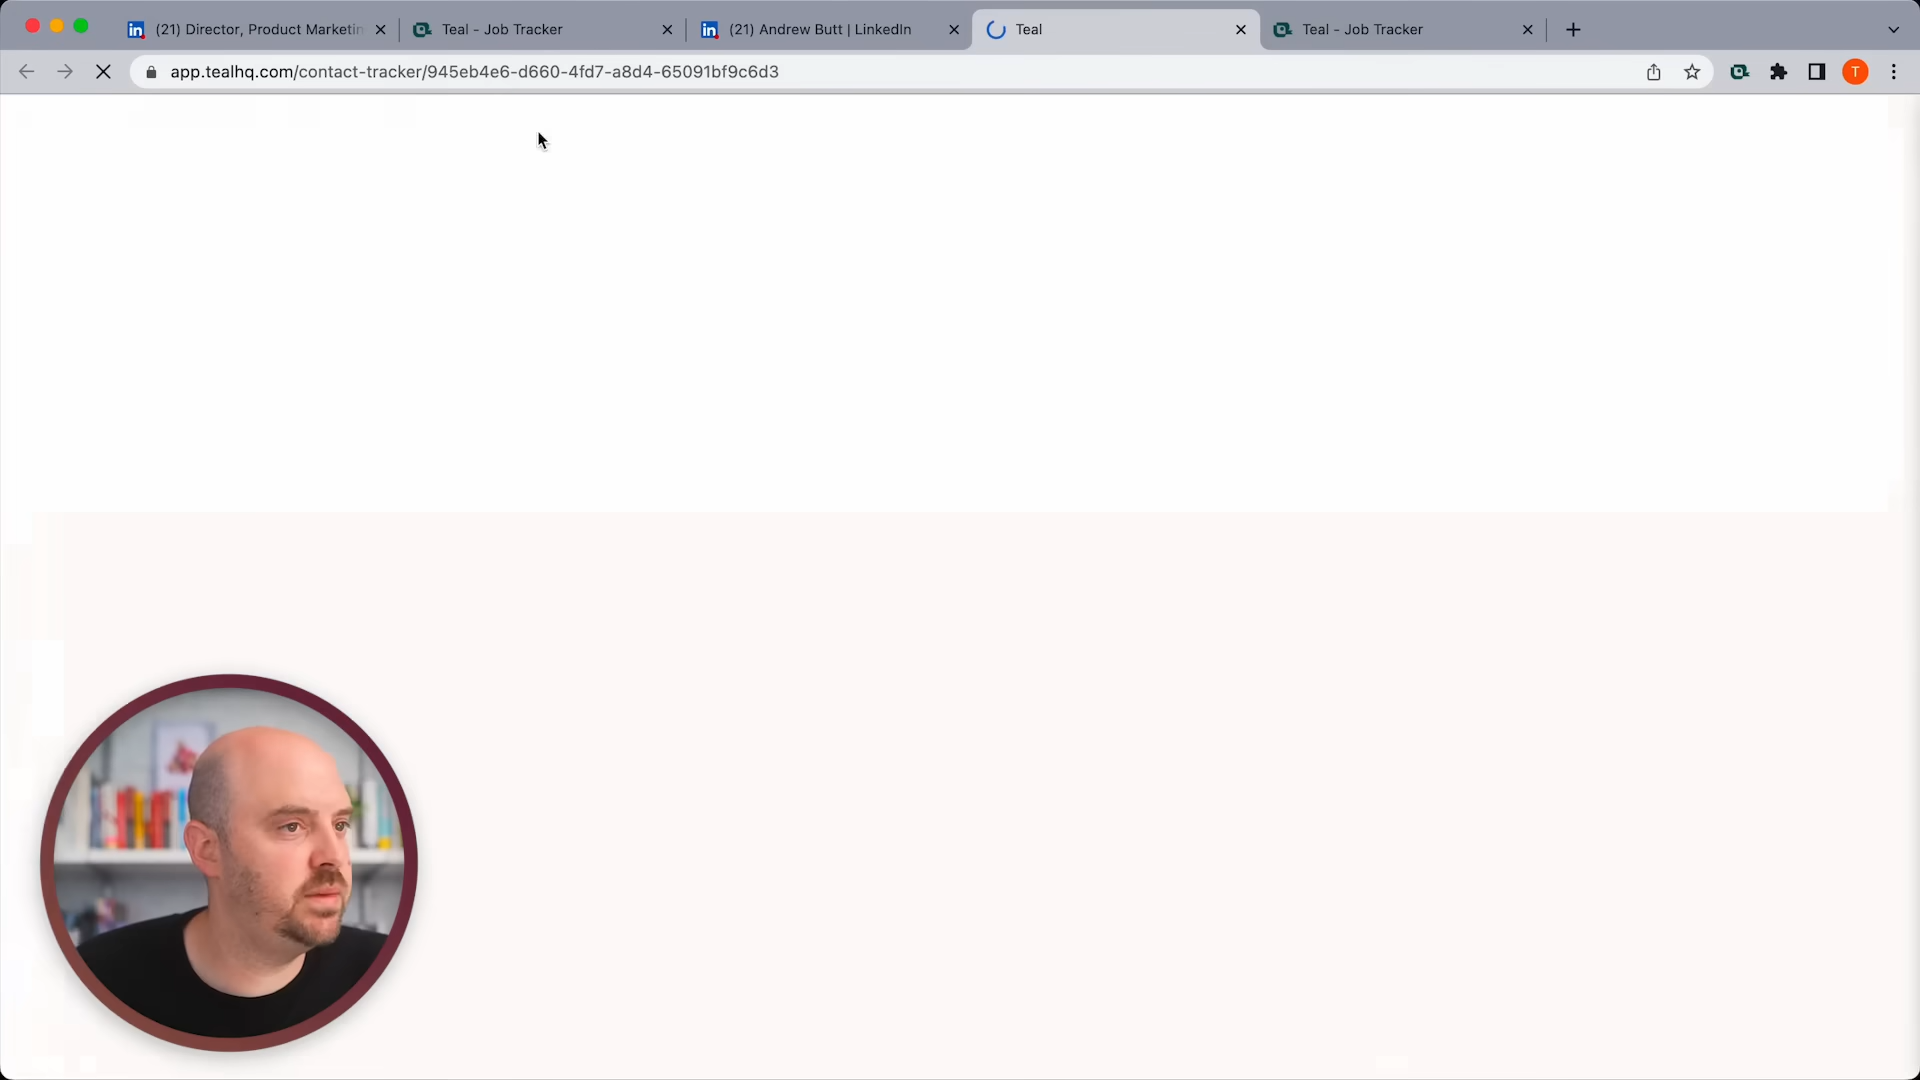 (21) Director, Product Marketin
Teal - Job Tracker
(21) Andrew Butt | LinkedIn
Teal
Teal - Job Tracker
app.tealhq.com/contact-tracker/945eb4e6-d660-4fd7-a8d4-65091bf9c6d3
T